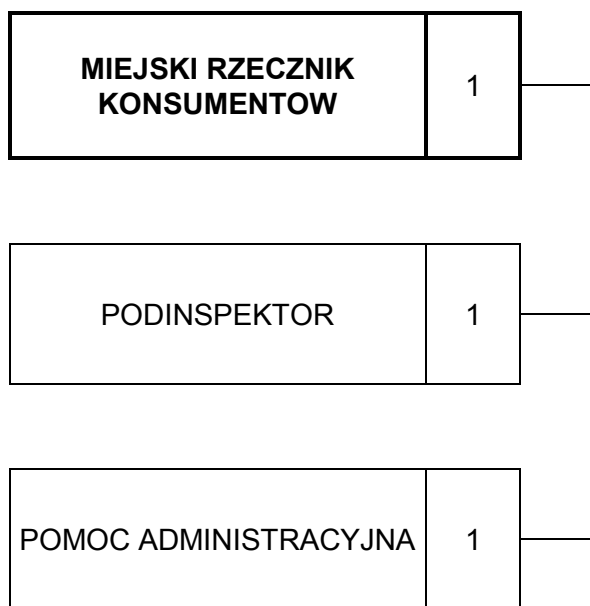 MIEJSKI RZECZNIK
KONSUMENTOW
1
PODINSPEKTOR
1
POMOC ADMINISTRACYJNA
1